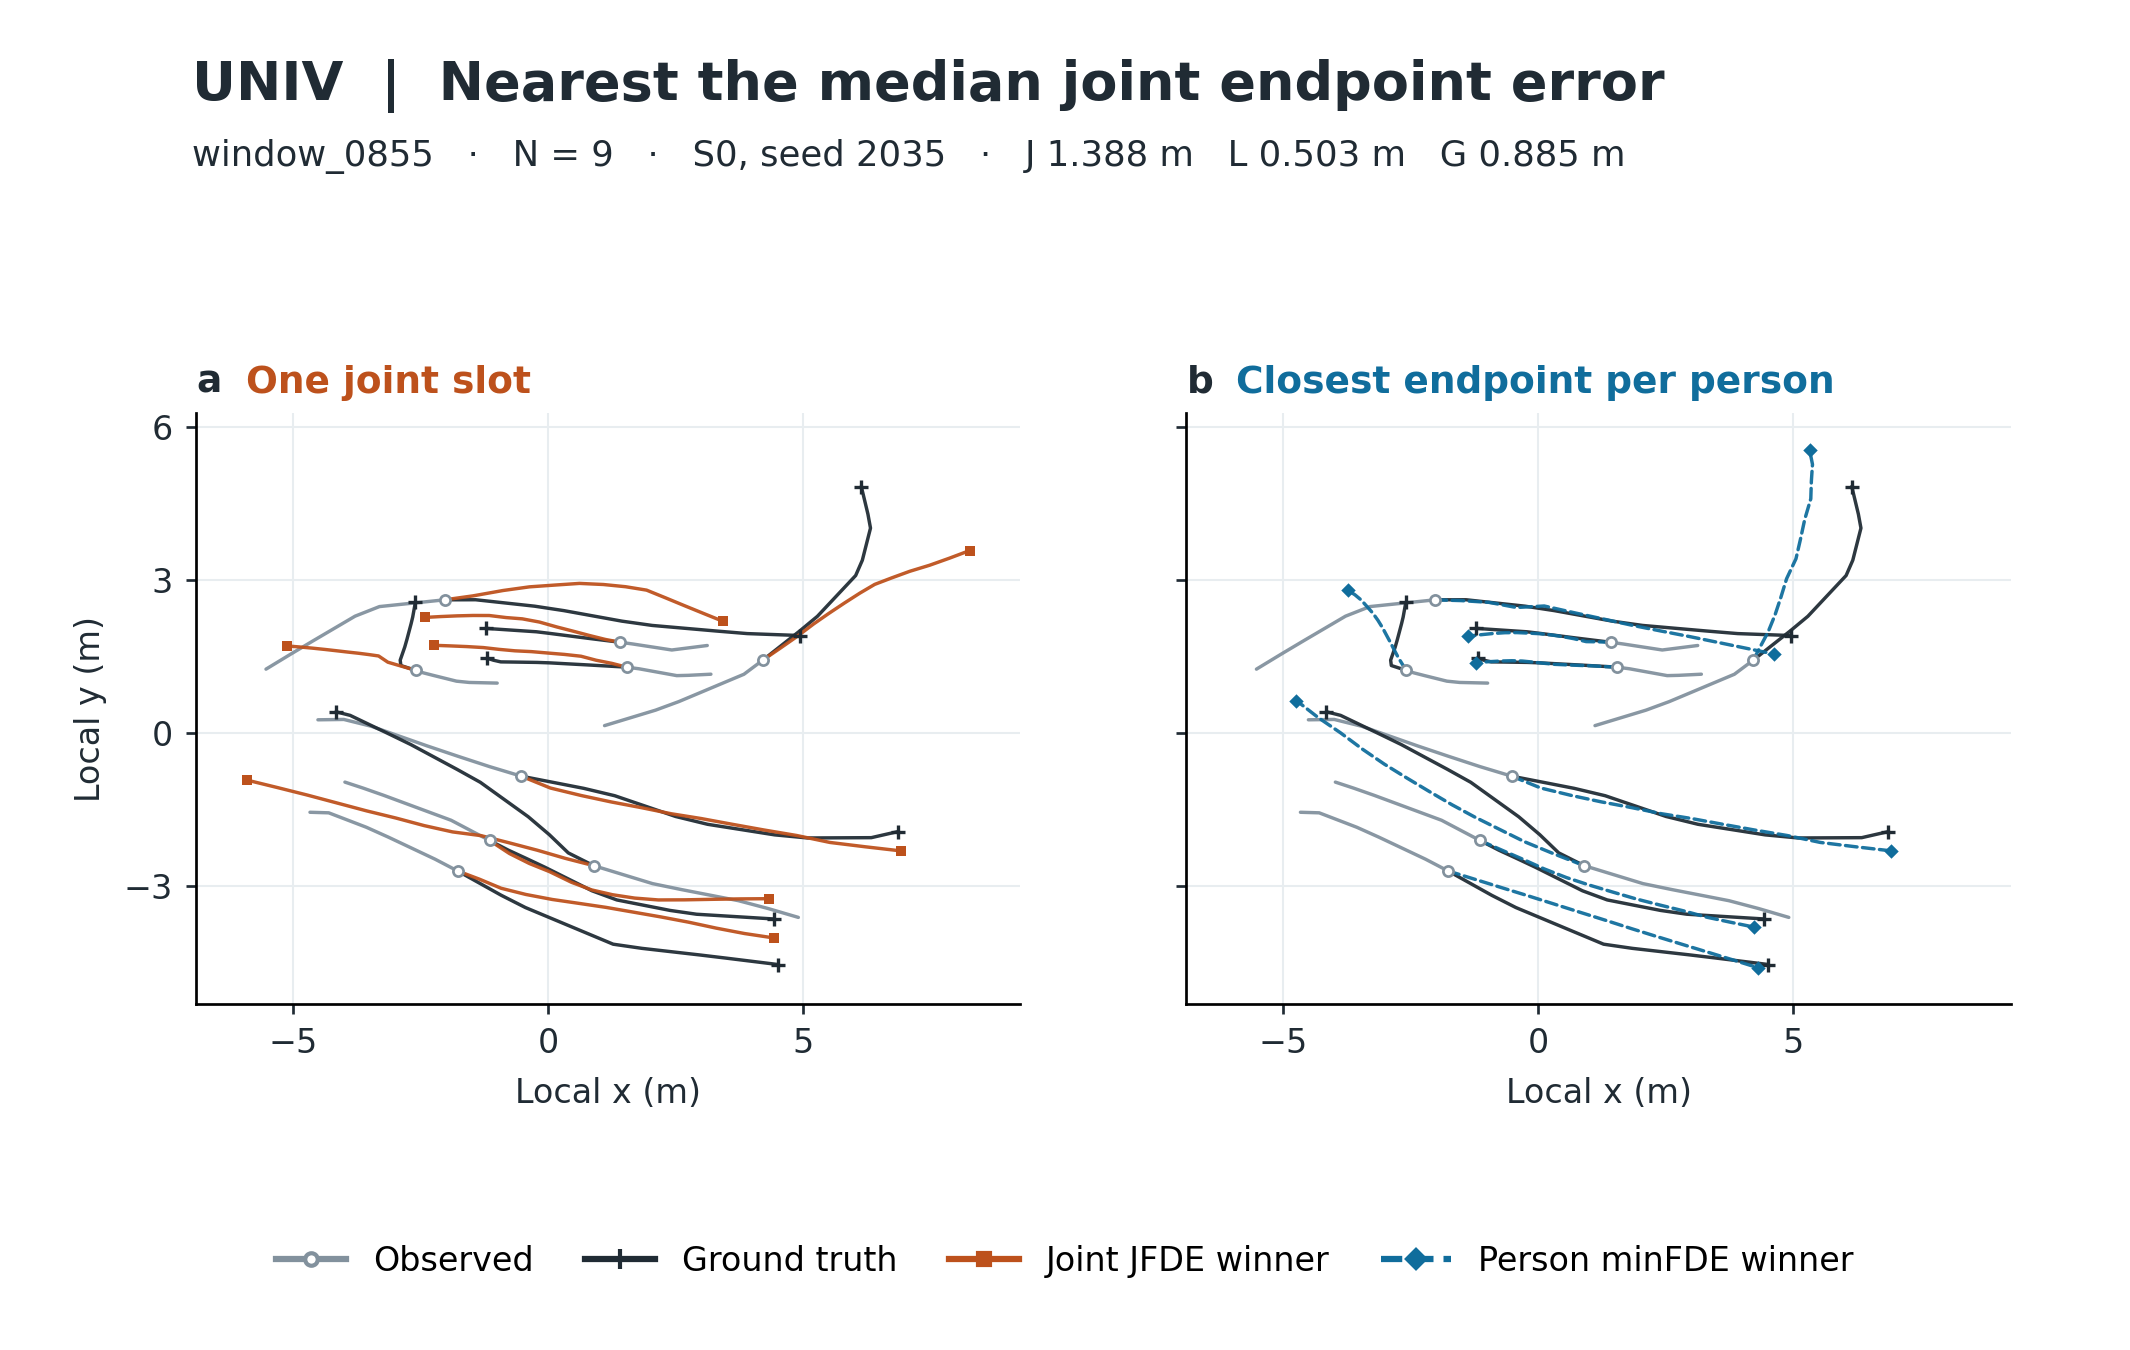 UNIV | Nearest the median joint endpoint error
window_0855 · N = 9 · S0, seed 2035 · J 1.388 m L 0.503 m G 0.885 m
a One joint slot
b Closest endpoint per person
6
3
0
−3
Local y (m)
−5 0 5
−5 0 5
Local x (m)
Local x (m)
Observed Ground truth Joint JFDE winner Person minFDE winner